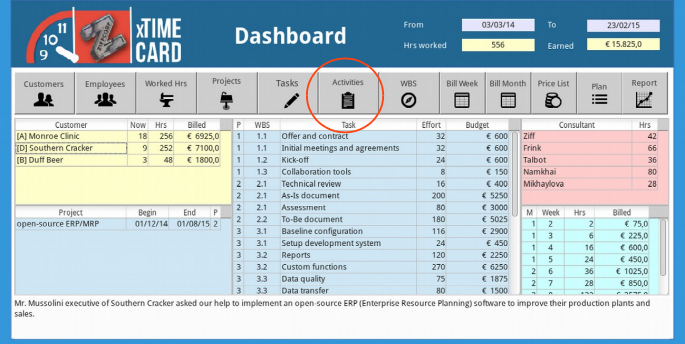 11
10
9
ZUFICORP
xTIME
CARD
Dashboard
From 03/03/14 To 23/02/15
Hrs worked 556 Earned € 15.825,0
Customers Employees Worked Hrs Projects Tasks Activities WBS Bill Week Bill Month Price List Plan Report
Customer Now Hrs Billed
[A] Monroe Clinic 18 256 € 6925,0
[D] Southern Cracker 9 252 € 7100,0
[B] Duff Beer 3 48 € 1800,0
Project Begin End P
open-source ERP/MRP 01/12/14 01/08/15 2
P WBS Task Effort Budget
1 1.1 Offer and contract 32 € 600
1 1.1 Initial meetings and agreements 32 € 600
1 1.2 Kick-off 24 € 600
1 1.3 Collaboration tools 8 € 150
2 2.1 Technical review 16 € 400
2 2.1 As-Is document 200 € 5250
2 2.1 Assessment 80 € 3000
2 2.2 To-Be document 180 € 5025
3 3.1 Baseline configuration 116 € 2900
3 3.1 Setup development system 24 € 450
3 3.2 Reports 120 € 2250
3 3.2 Custom functions 270 € 6250
3 3.3 Data quality 75 € 1875
3 3.3 Data transfer 80 € 1500
Consultant Hrs
Ziff 42
Frink 66
Talbot 36
Namkhai 80
Mikhaylova 28
M Week Hrs Billed
1 2 2 € 75,0
1 3 6 € 225,0
1 4 16 € 600,0
1 5 24 € 450,0
2 6 36 € 1025,0
2 7 28 € 850,0
Mr. Mussolini executive of Southern Cracker asked our help to implement an open-source ERP (Enterprise Resource Planning) software to improve their production plants and
sales.